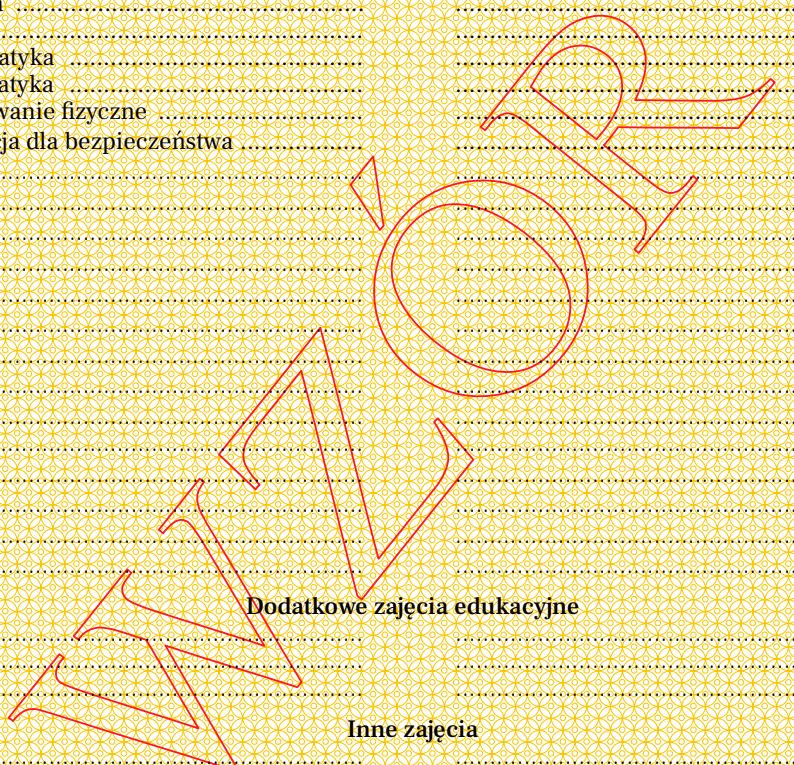 atyka
atyka
wanie fizyczne
ja dla bezpieczeństwa
WZÓR
Dodatkowe zajęcia edukacyjne
Inne zajęcia